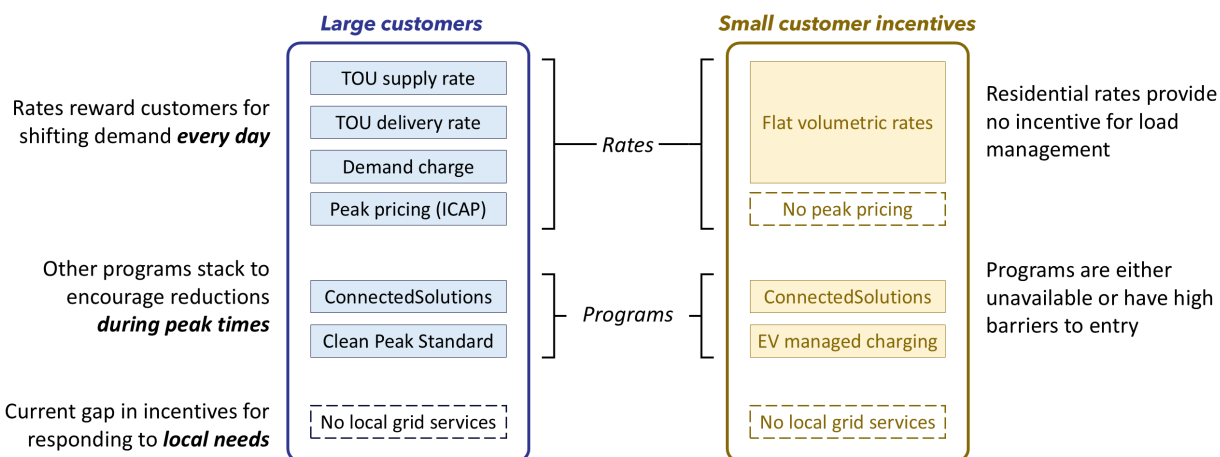 Large customers
Small customer incentives
Rates reward customers for
shifting demand every day
TOU supply rate
TOU delivery rate
Demand charge
Peak pricing (ICAP)
Rates
Flat volumetric rates
No peak pricing
Residential rates provide
no incentive for load
management
Other programs stack to
encourage reductions
during peak times
ConnectedSolutions
Clean Peak Standard
Programs
ConnectedSolutions
EV managed charging
Programs are either
unavailable or have high
barriers to entry
Current gap in incentives for
responding to local needs
No local grid services
No local grid services